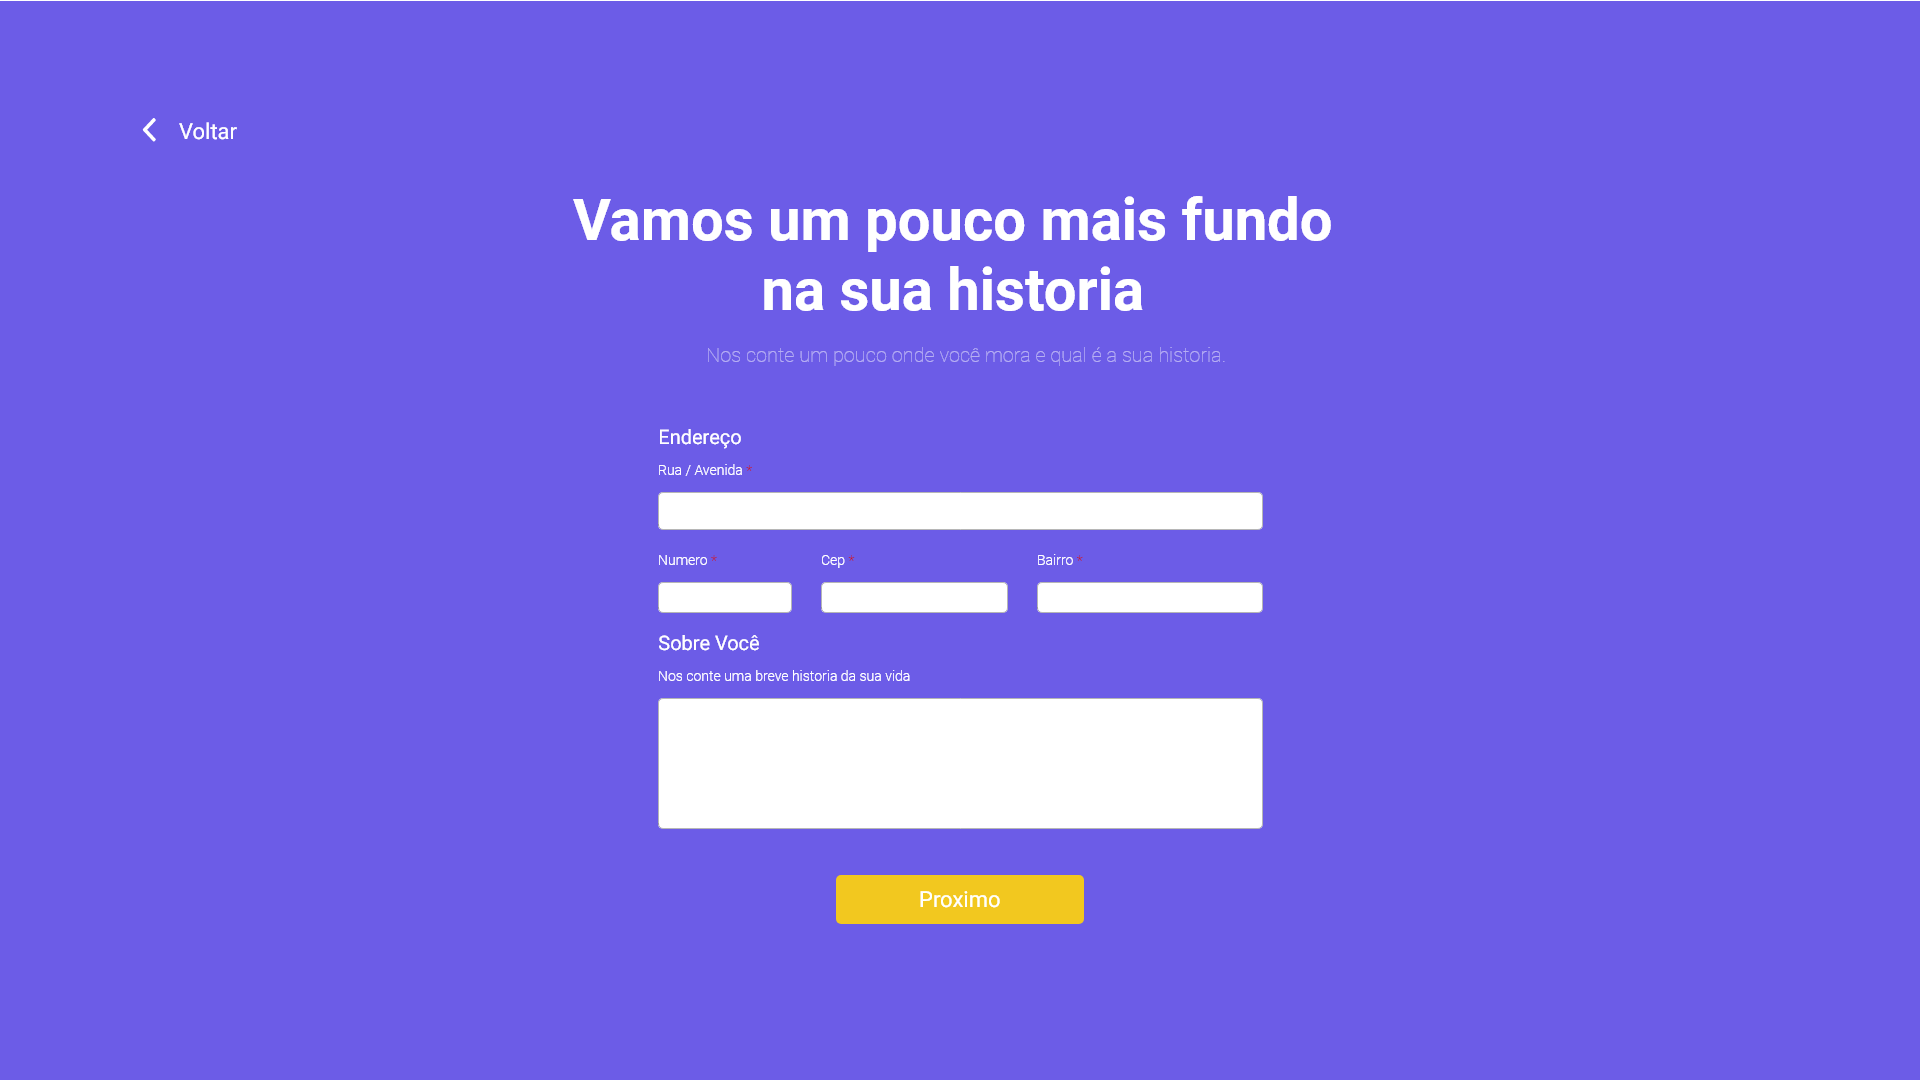 Voltar
Vamos um pouco mais fundo
na sua historia
Nos conte um pouco onde você mora e qual é a sua historia.
Endereço
Rua / Avenida *
Numero * Cep * Bairro *
Sobre Você
Nos conte uma breve historia da sua vida
Proximo